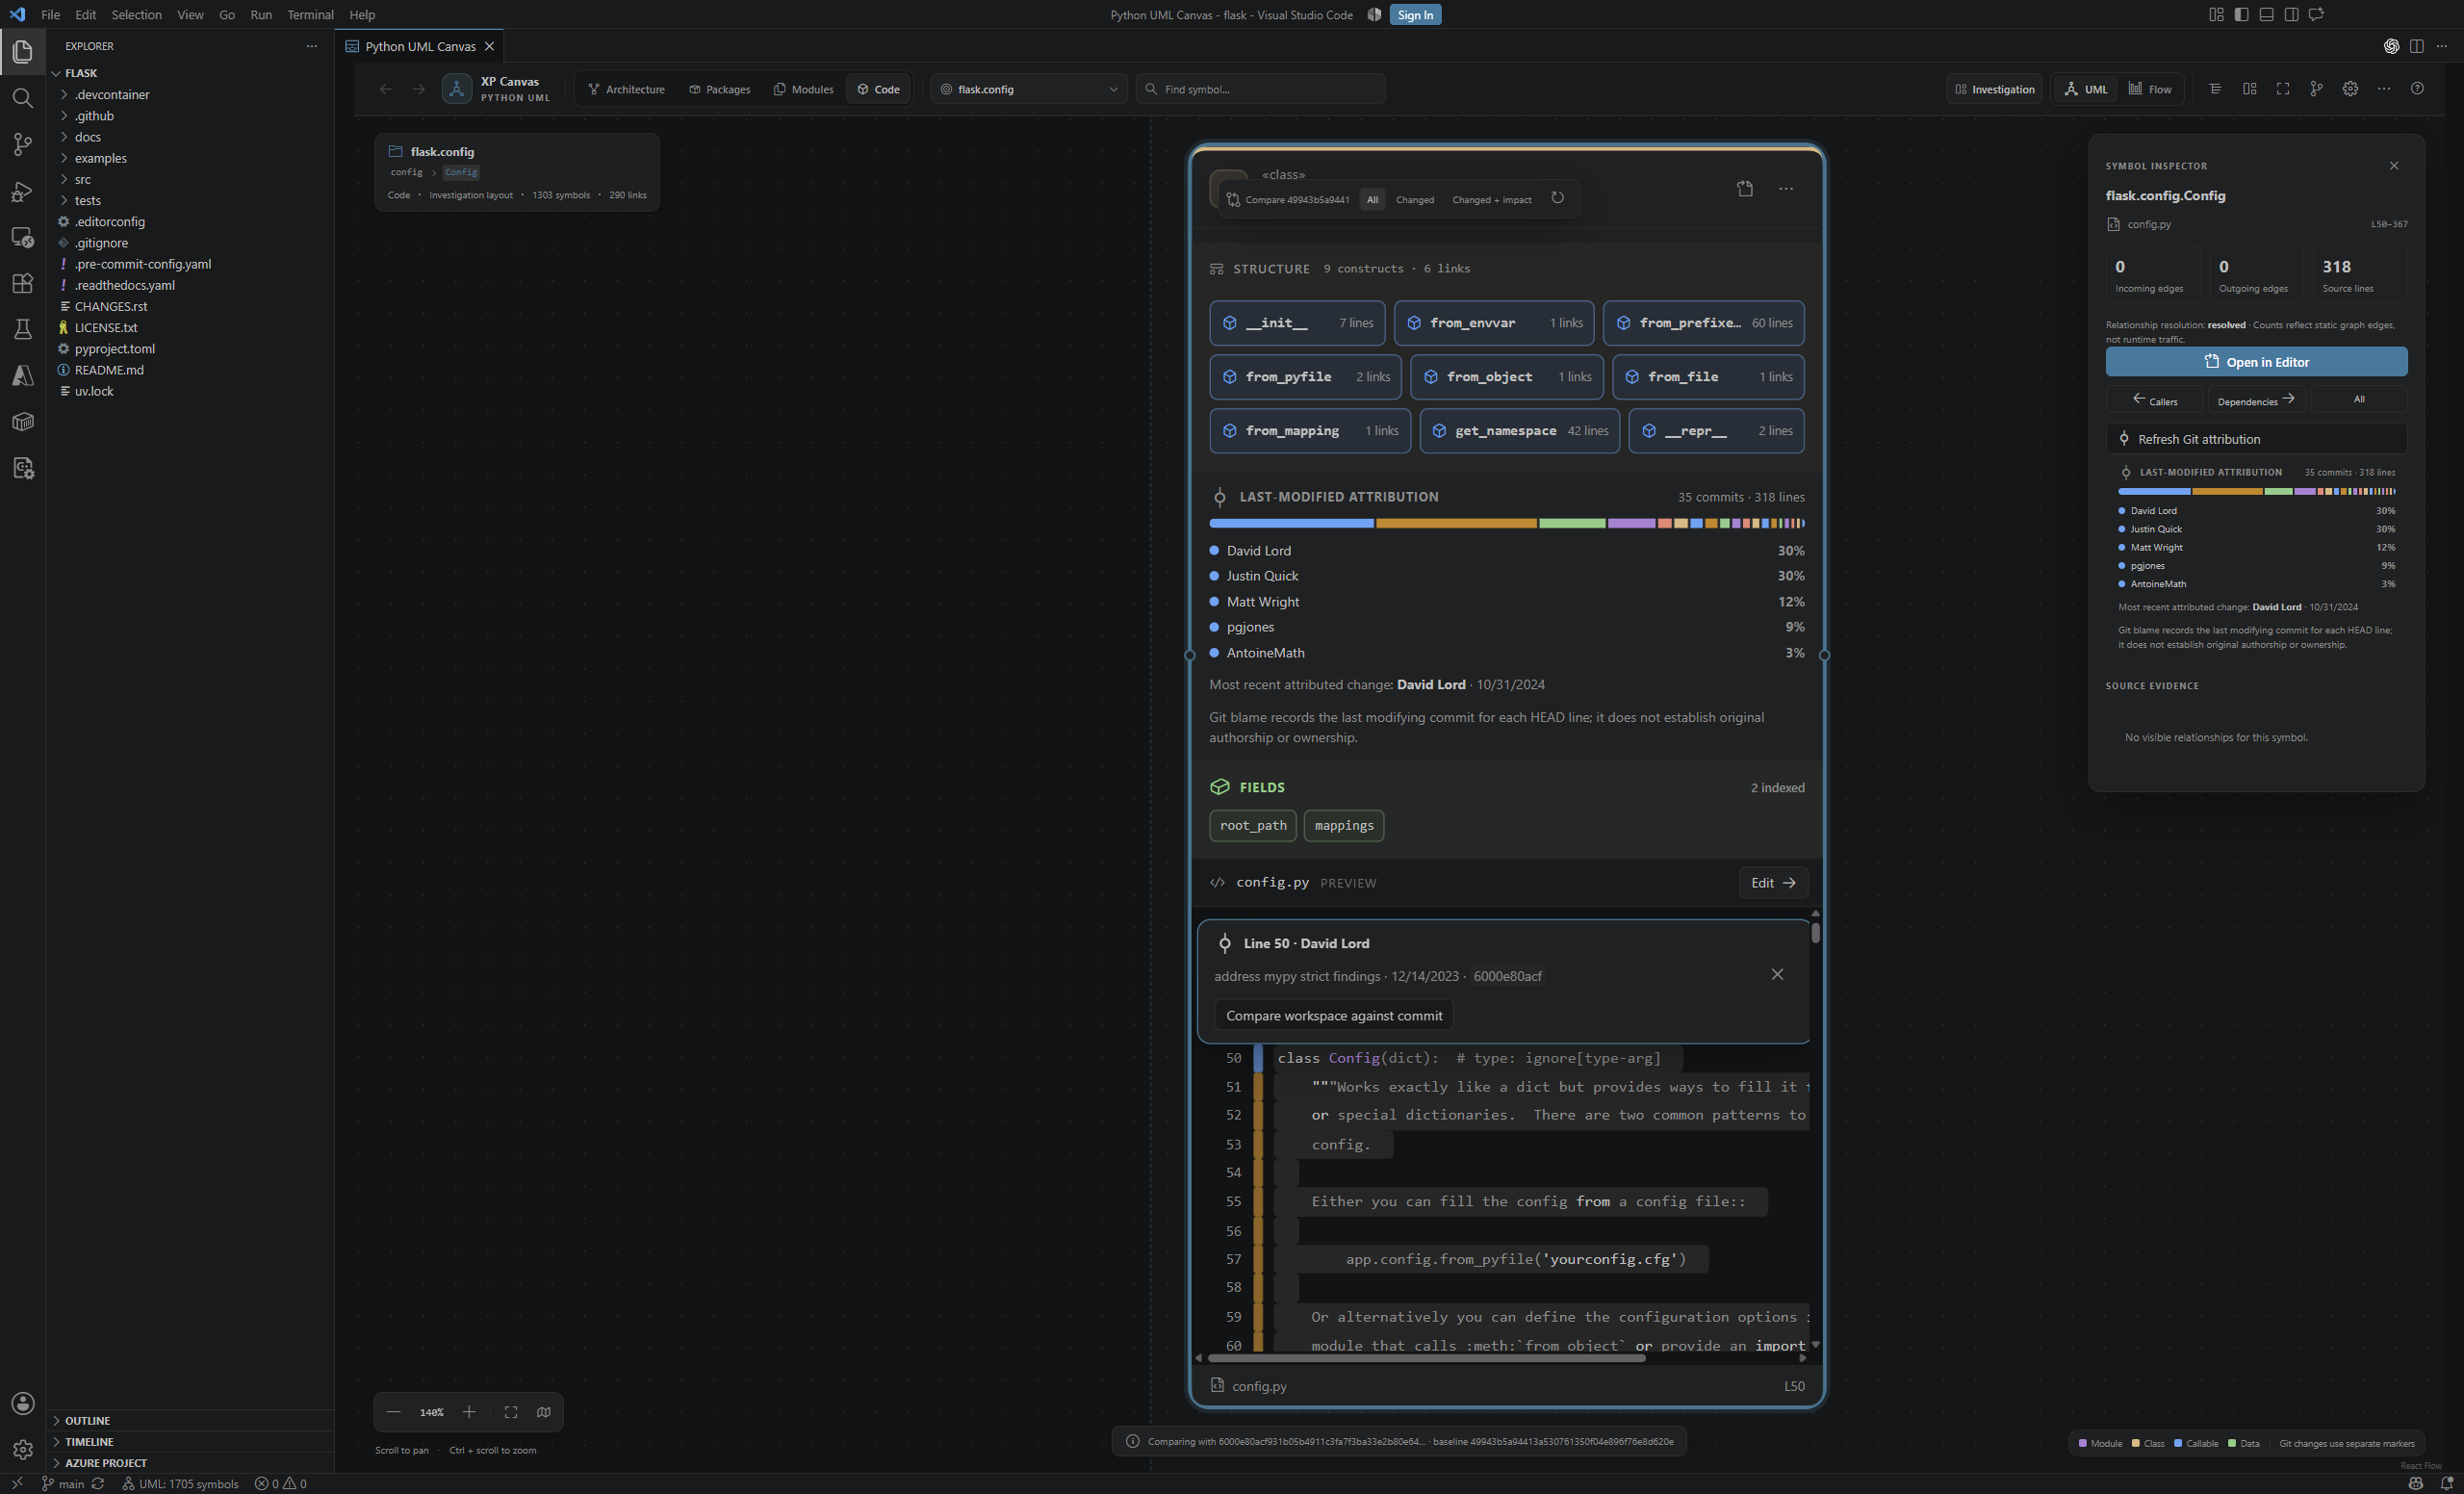 File Edit Selection View Go Run Terminal Help
Python UML Canvas - flask - Visual Studio Code
Sign In
EXPLORER
FLASK
.devcontainer
.github
docs
examples
src
tests
.editorconfig
.gitignore
.pre-commit-config.yaml
.readthedocs.yaml
CHANGES.rst
LICENSE.txt
pyproject.toml
README.md
uv.lock
OUTLINE
TIMELINE
AZURE PROJECT
Python UML Canvas
XP Canvas
PYTHON UML
Architecture Packages Modules Code
flask.config
Find symbol...
Investigation
UML Flow
flask.config
config > Config
Code · Investigation layout · 1303 symbols · 290 links
«class»
Compare 49943b5a9441 All Changed Changed + impact
STRUCTURE 9 constructs · 6 links
__init__ 7 lines
from_envvar 1 links
from_prefixe… 60 lines
from_pyfile 2 links
from_object 1 links
from_file 1 links
from_mapping 1 links
get_namespace 42 lines
__repr__ 2 lines
LAST-MODIFIED ATTRIBUTION 35 commits · 318 lines
David Lord 30%
Justin Quick 30%
Matt Wright 12%
pgjones 9%
AntoineMath 3%
Most recent attributed change: David Lord · 10/31/2024
Git blame records the last modifying commit for each HEAD line; it does not establish original
authorship or ownership.
FIELDS 2 indexed
root_path mappings
config.py PREVIEW
Edit →
Line 50 · David Lord
address mypy strict findings · 12/14/2023 · 6000e80acf
Compare workspace against commit
50 class Config(dict):  # type: ignore[type-arg]
51 """Works exactly like a dict but provides ways to fill it
52 or special dictionaries.  There are two common patterns to
53 config.
54
55 Either you can fill the config from a config file::
56
57 app.config.from_pyfile('yourconfig.cfg')
58
59 Or alternatively you can define the configuration options
60 module that calls :meth:`from_object` or provide an import
config.py L50
SYMBOL INSPECTOR
flask.config.Config
config.py L50–367
0 0 318
Incoming edges Outgoing edges Source lines
Relationship resolution: resolved · Counts reflect static graph edges,
not runtime traffic.
Open in Editor
← Callers Dependencies → All
Refresh Git attribution
LAST-MODIFIED ATTRIBUTION 35 commits · 318 lines
David Lord 30%
Justin Quick 30%
Matt Wright 12%
pgjones 9%
AntoineMath 3%
Most recent attributed change: David Lord · 10/31/2024
Git blame records the last modifying commit for each HEAD line;
it does not establish original authorship or ownership.
SOURCE EVIDENCE
No visible relationships for this symbol.
140%
Scroll to pan · Ctrl + scroll to zoom
Comparing with 6000e80acf931b05b4911c3fa7f3ba33e2b80e64... · baseline 49943b5a94413a530761350f04e896f76e8d620e
Module Class Callable Data Git changes use separate markers
React Flow
main UML: 1705 symbols 0 0